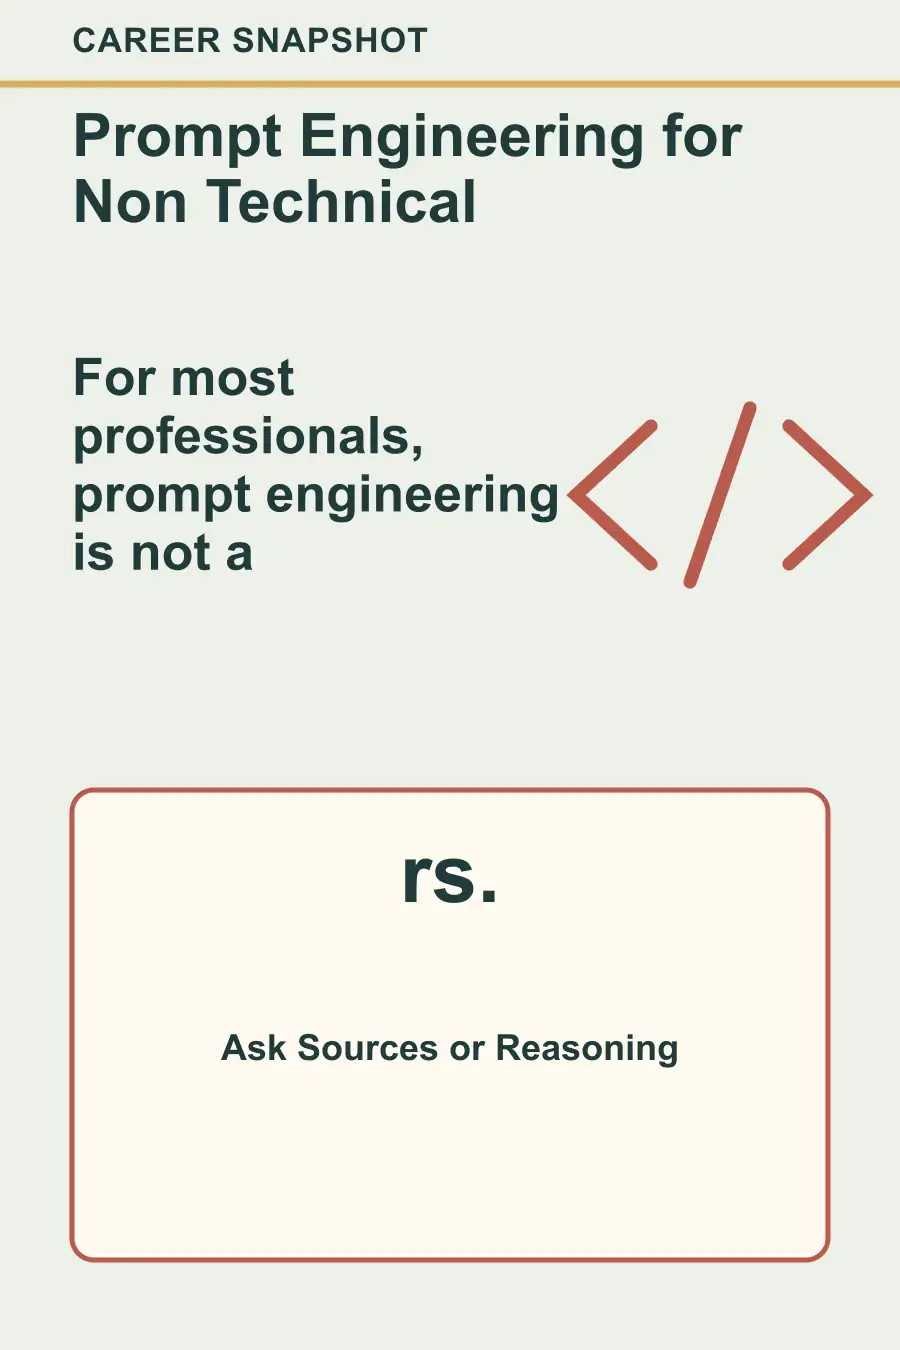 CAREER SNAPSHOT
Prompt Engineering for
Non Technical
For most
professionals,
prompt engineering
is not a
rs.
Ask Sources or Reasoning